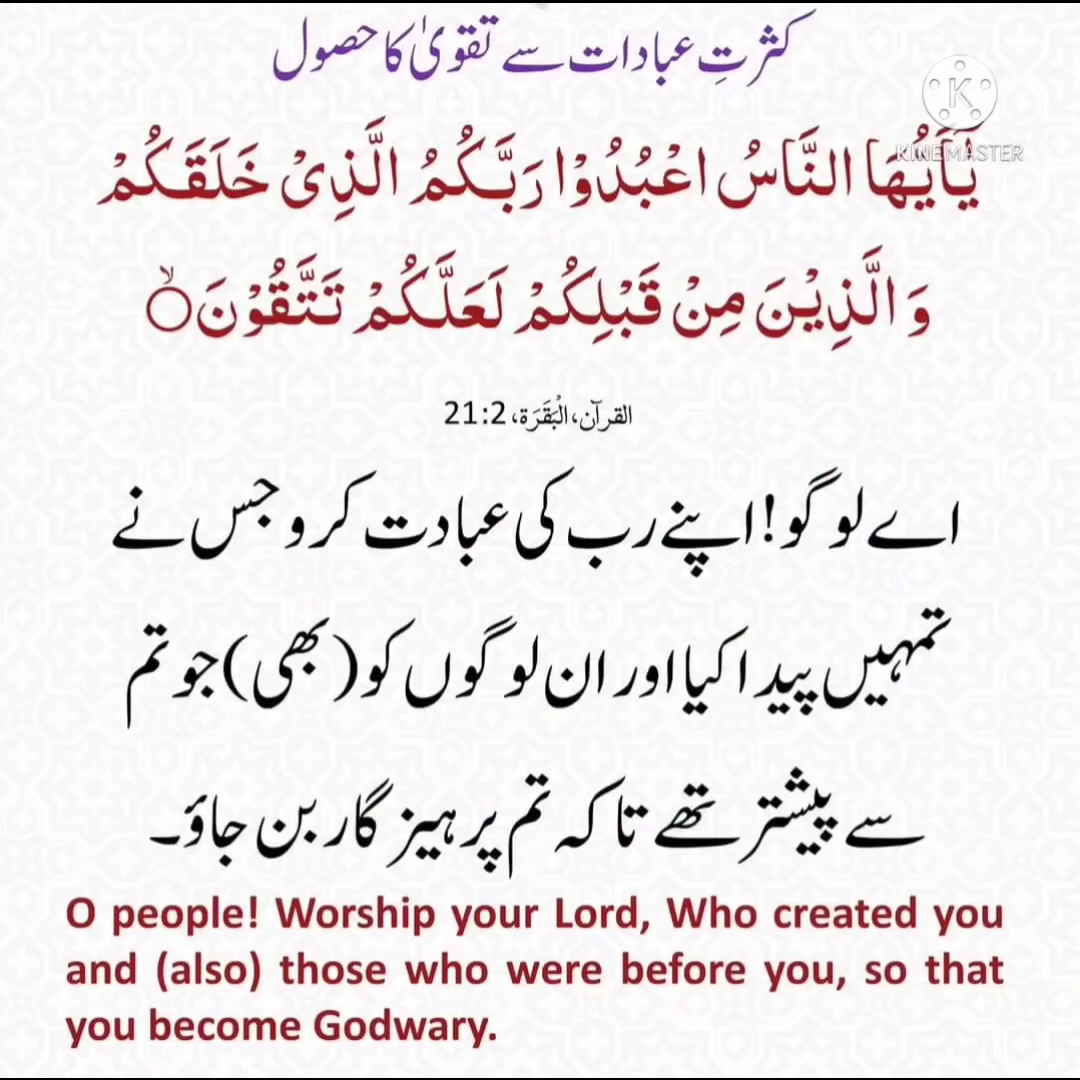 کثرتِ عبادات سے تقویٰ کا حصول
K
KINEMASTER
یٰۤاَیُّهَا النَّاسُ اعْبُدُوْا رَبَّكُمُ الَّذِیْ خَلَقَكُمْ
وَ الَّذِیْنَ مِنْ قَبْلِكُمْ لَعَلَّكُمْ تَتَّقُوْنَۙ۝
القرآن، الْبَقَرَة، 21:2
اے لوگو! اپنے رب کی عبادت کرو جس نے
تمہیں پیدا کیا اور ان لوگوں کو (بھی) جو تم
سے پیشتر تھے تاکہ تم پرہیزگار بن جاؤ۔
O people! Worship your Lord, Who created you
and (also) those who were before you, so that
you become Godwary.